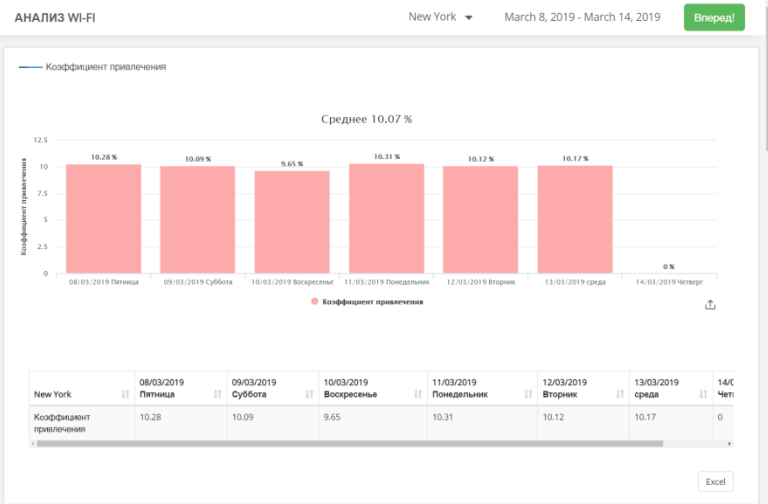 АНАЛИЗ WI-FI
New York
March 8, 2019 - March 14, 2019
Вперед!
Коэффициент привлечения
Среднее 10.07 %
Коэффициент привлечения
12.5
10
7.5
5
2.5
0
10.28 %
10.09 %
9.65 %
10.31 %
10.12 %
10.17 %
0 %
08/03/2019 Пятница
09/03/2019 Суббота
10/03/2019 Воскресенье
11/03/2019 Понедельник
12/03/2019 Вторник
13/03/2019 среда
14/03/2019 Четверг
Коэффициент привлечения
New York
08/03/2019
Пятница
09/03/2019
Суббота
10/03/2019
Воскресенье
11/03/2019
Понедельник
12/03/2019
Вторник
13/03/2019
среда
Коэффициент
привлечения
10.28
10.09
9.65
10.31
10.12
10.17
0
Excel